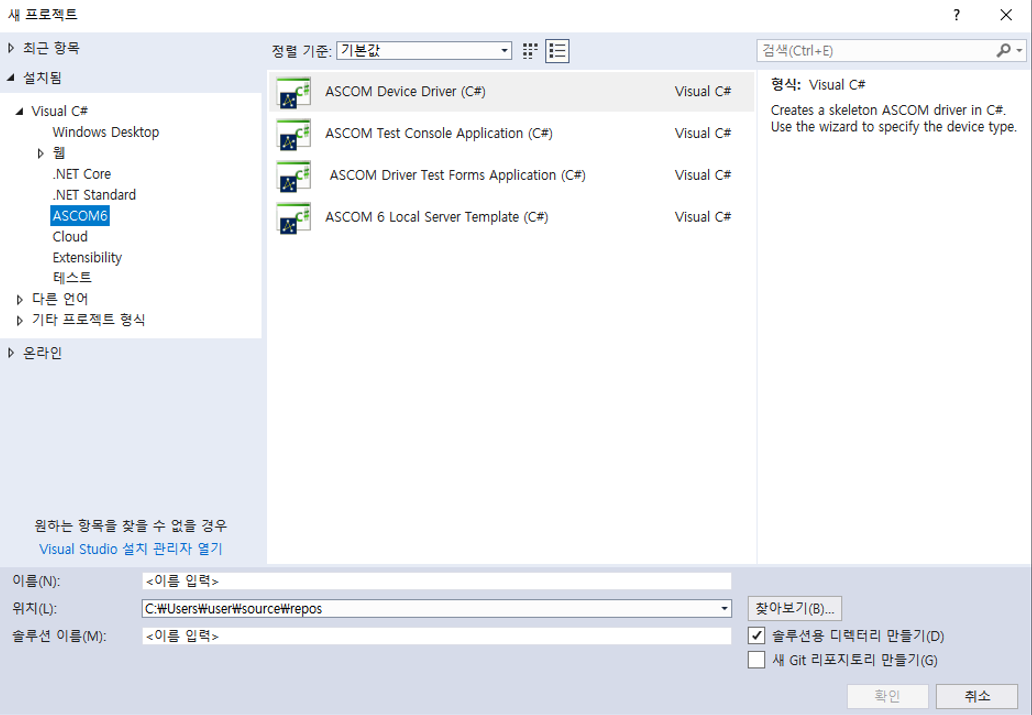 새 프로젝트
?
최근 항목
설치됨
Visual C#
Windows Desktop
웹
.NET Core
.NET Standard
ASCOM6
Cloud
Extensibility
테스트
다른 언어
기타 프로젝트 형식
온라인
원하는 항목을 찾을 수 없을 경우
Visual Studio 설치 관리자 열기
정렬 기준: 기본값
ASCOM Device Driver (C#) Visual C#
ASCOM Test Console Application (C#) Visual C#
ASCOM Driver Test Forms Application (C#) Visual C#
ASCOM 6 Local Server Template (C#) Visual C#
검색(Ctrl+E)
형식: Visual C#
Creates a skeleton ASCOM driver in C#.
Use the wizard to specify the device type.
이름(N): <이름 입력>
위치(L): C:₩Users₩user₩source₩repos 찾아보기(B)...
솔루션 이름(M): <이름 입력> 솔루션용 디렉터리 만들기(D)
새 Git 리포지토리 만들기(G)
확인 취소